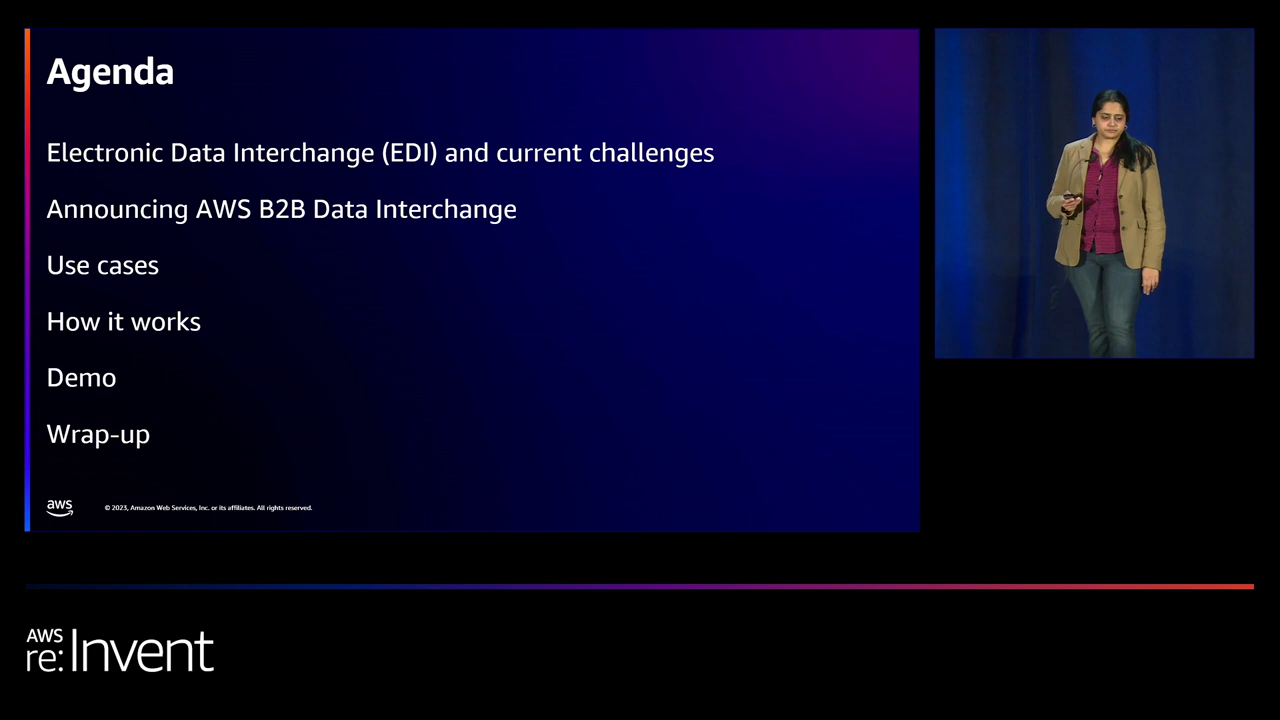 Agenda
Electronic Data Interchange (EDI) and current challenges
Announcing AWS B2B Data Interchange
Use cases
How it works
Demo
Wrap-up
aws
© 2023, Amazon Web Services, Inc. or its affiliates. All rights reserved.
AWS
re:Invent